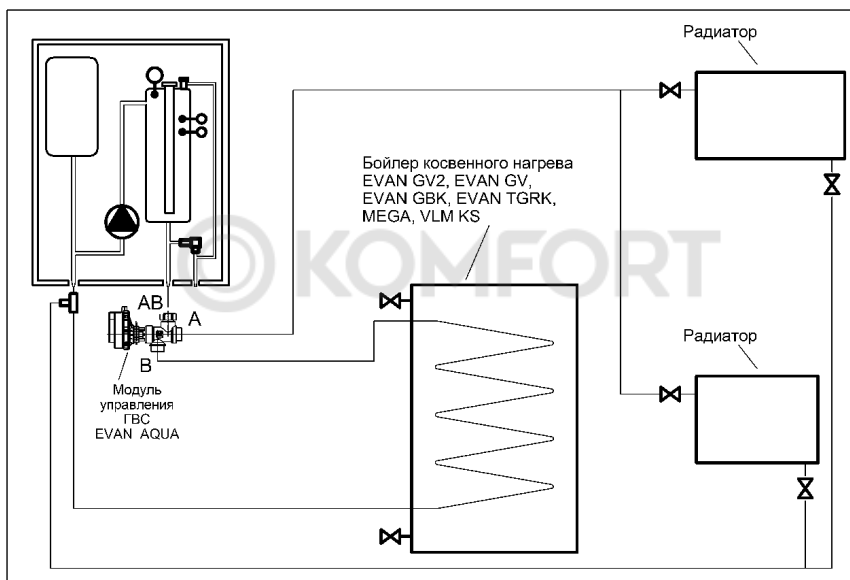 Радиатор
Бойлер косвенного нагрева
EVAN GV2, EVAN GV,
EVAN GBK, EVAN TGRK,
MEGA, VLM KS
KOMFORT
AB
A
B
Модуль
управления
ГВС
EVAN AQUA
Радиатор